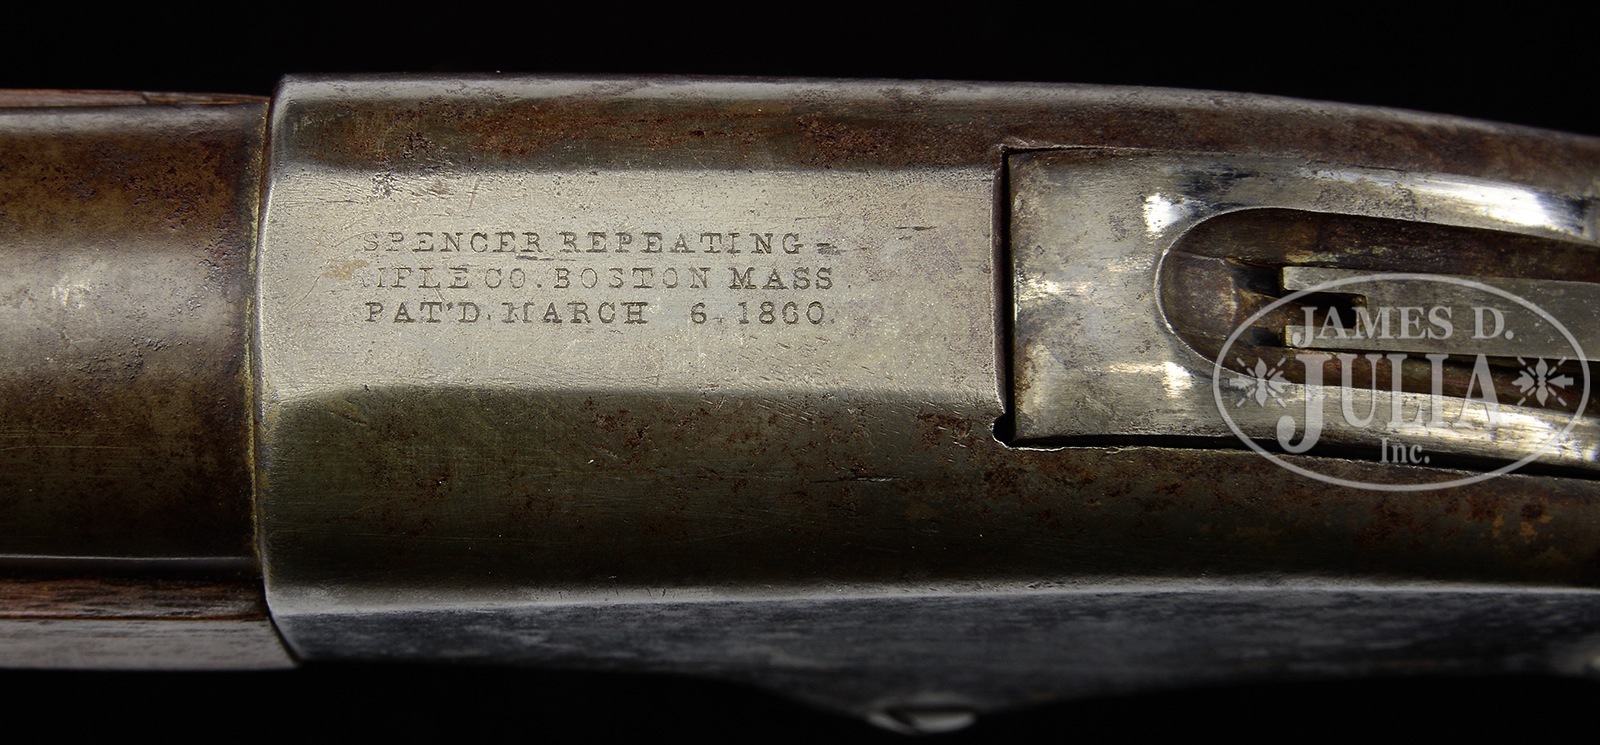 SPENCER REPEATING-
RIFLE CO. BOSTON MASS.
PAT'D. MARCH 6. 1860.
JAMES D.
JULIA
Inc.